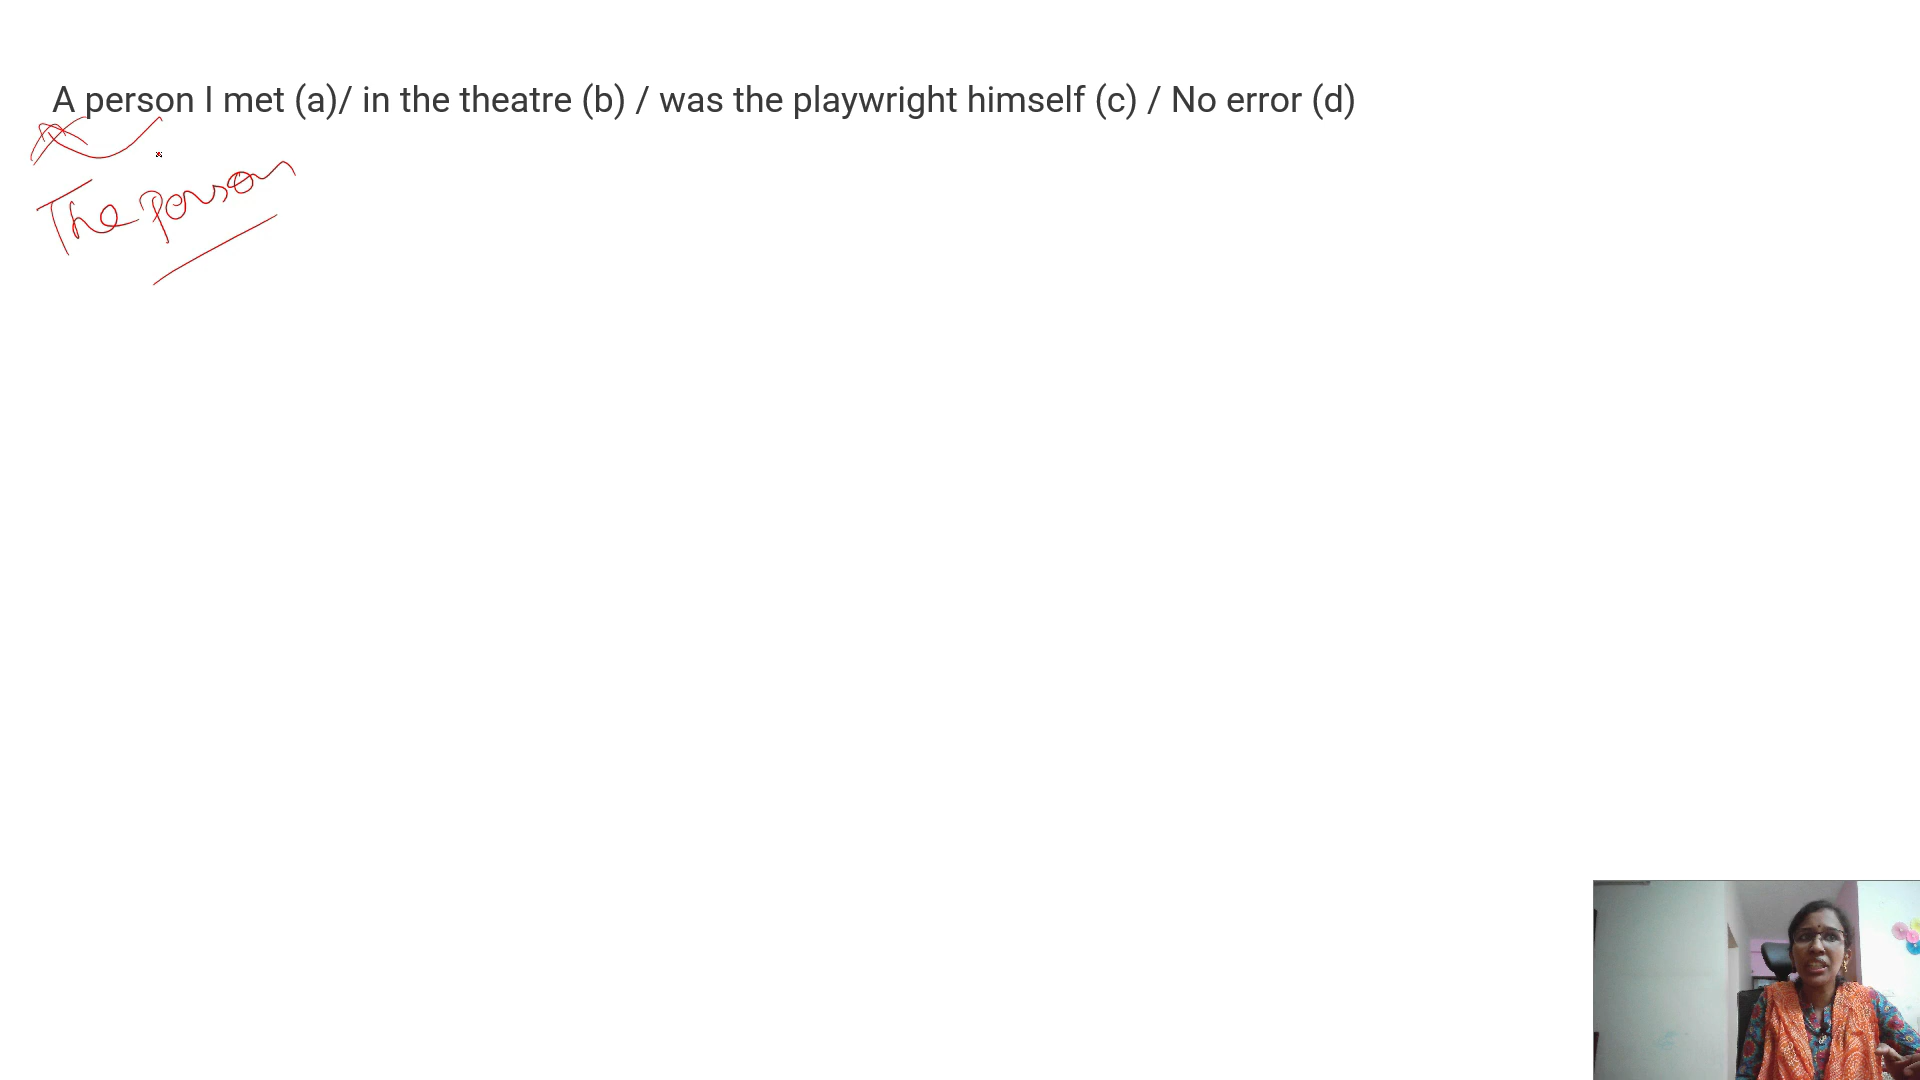 A person I met (a)/ in the theatre (b) / was the playwright himself (c) / No error (d)
The person